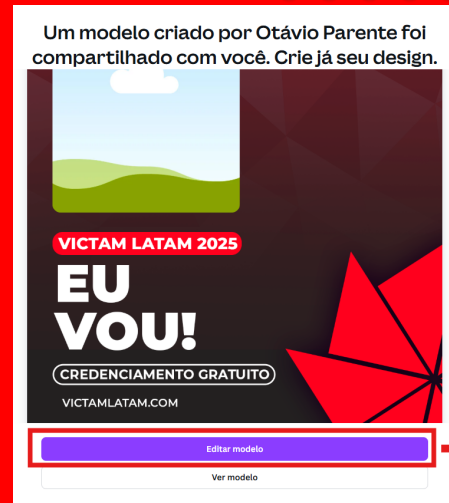 Um modelo criado por Otávio Parente foi
compartilhado com você. Crie já seu design.
VICTAM LATAM 2025
EU
VOU!
CREDENCIAMENTO GRATUITO
VICTAMLATAM.COM
Editar modelo
Ver modelo